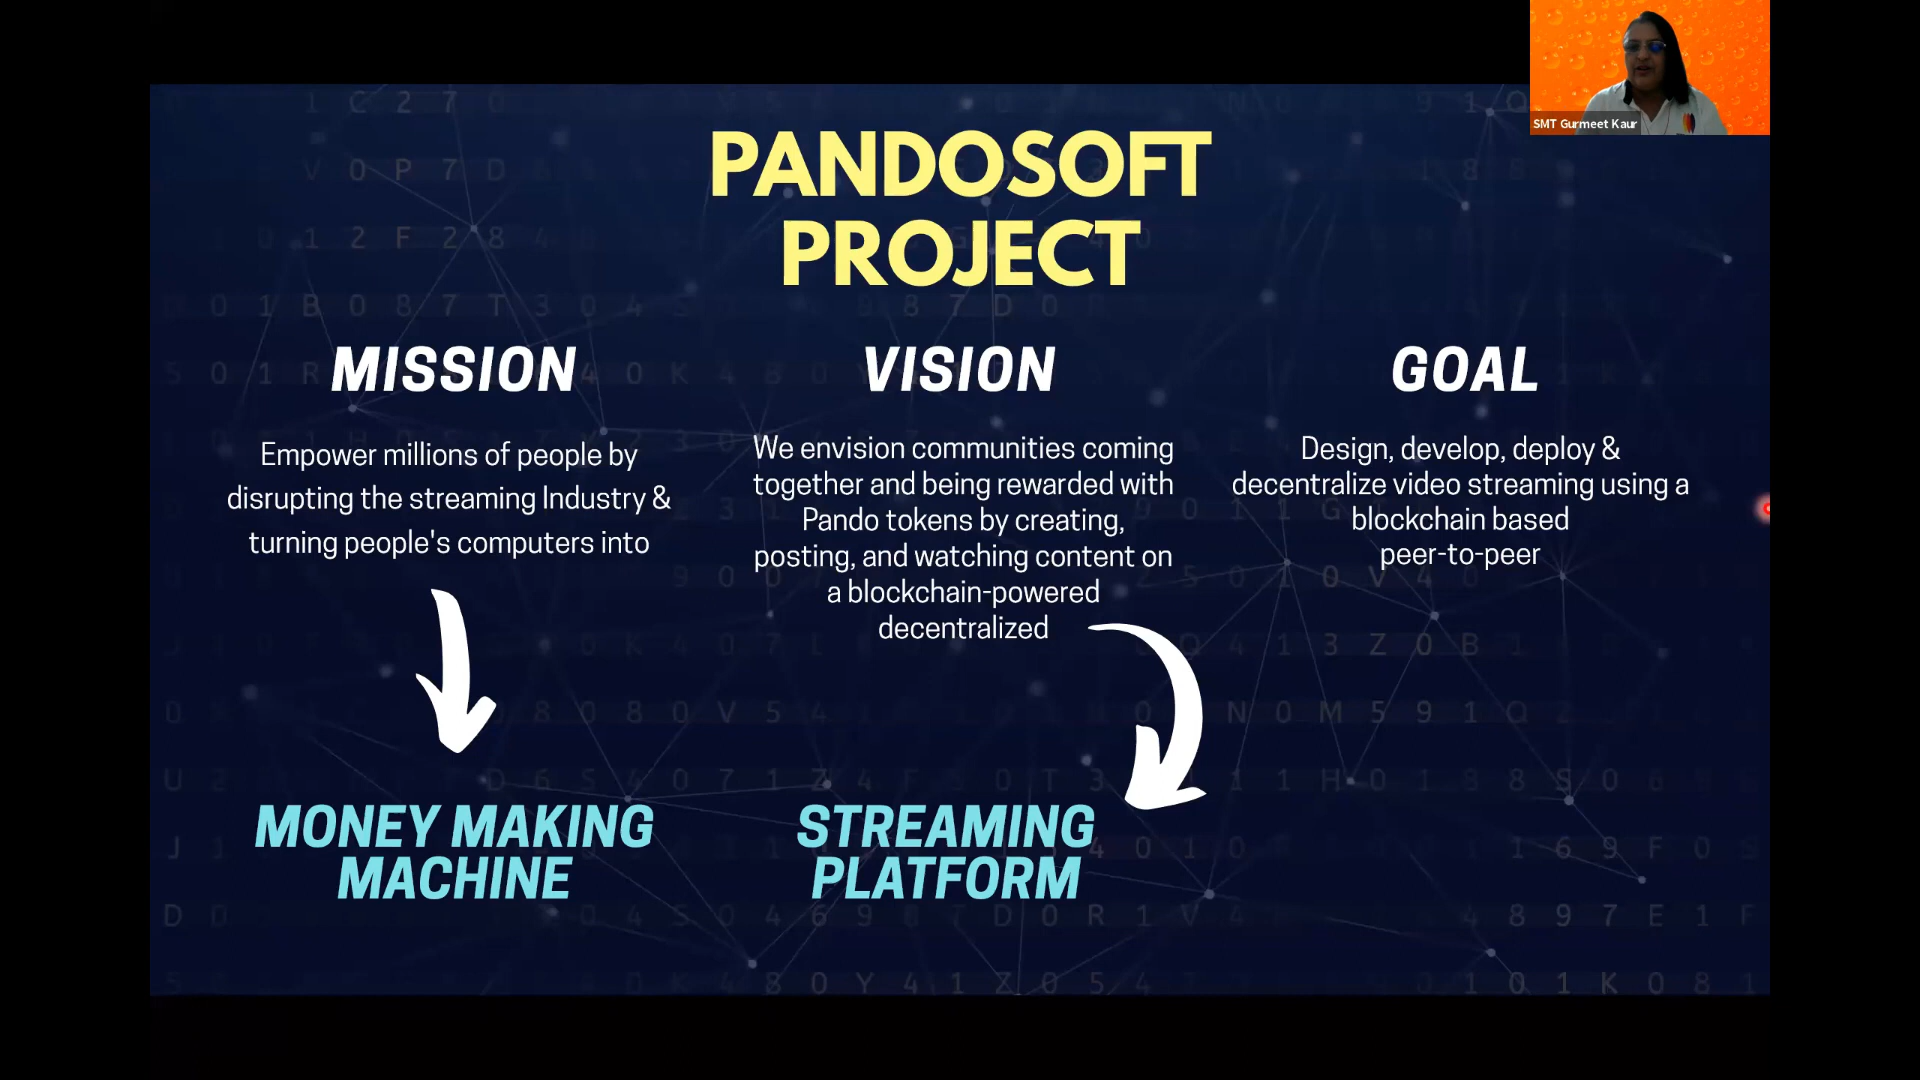 SMT Gurmeet Kaur
PANDOSOFT
PROJECT
MISSION
Empower millions of people by
disrupting the streaming Industry &
turning people's computers into
MONEY MAKING
MACHINE
VISION
We envision communities coming
together and being rewarded with
Pando tokens by creating,
posting, and watching content on
a blockchain-powered
decentralized
STREAMING
PLATFORM
GOAL
Design, develop, deploy &
decentralize video streaming using a
blockchain based
peer-to-peer